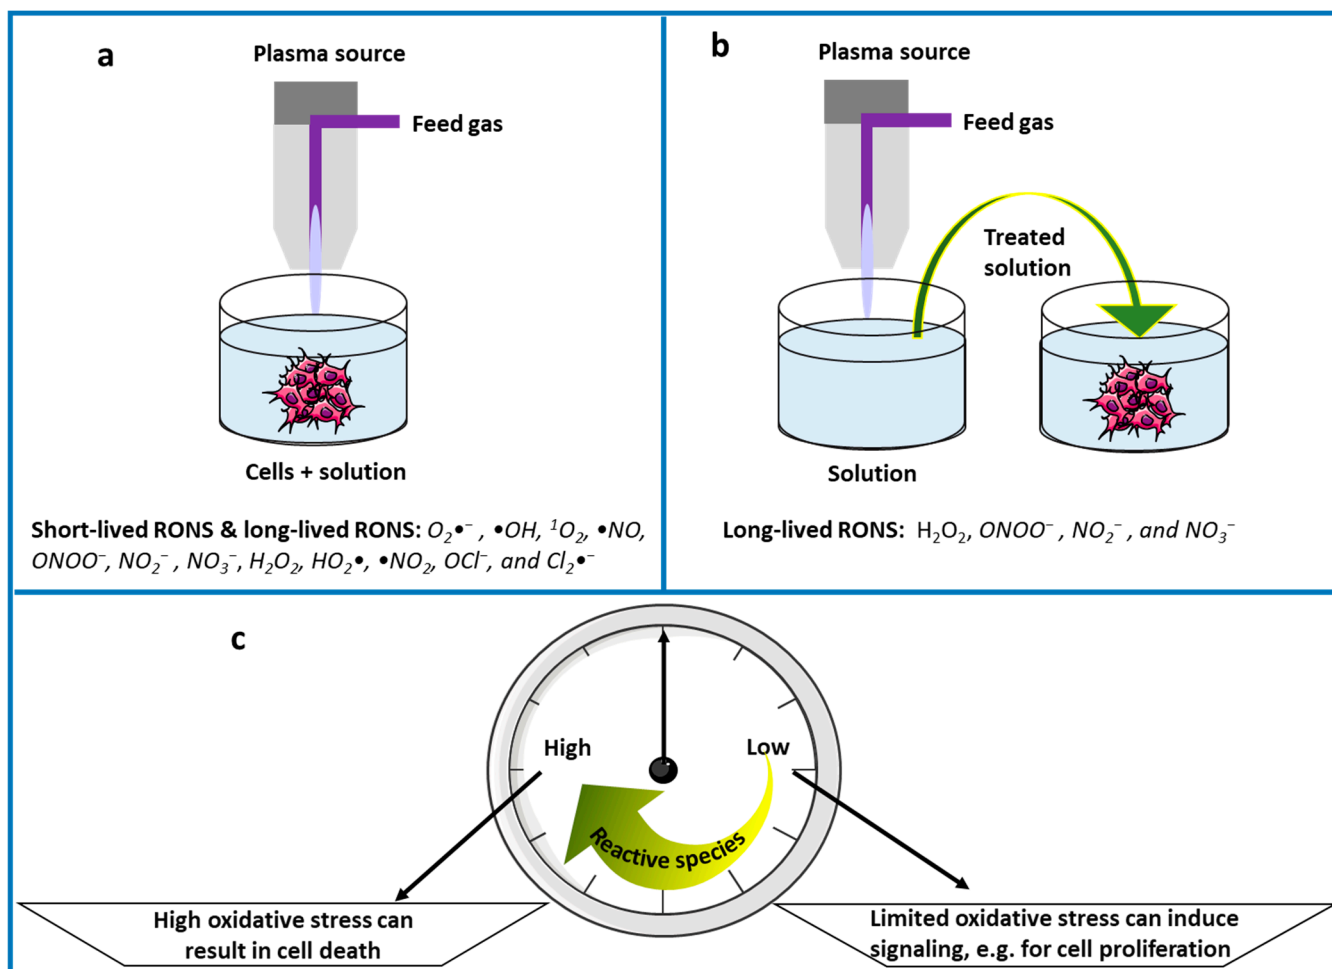 a
Plasma source
Feed gas
Cells + solution
Short-lived RONS & long-lived RONS: O₂•⁻ , •OH, ¹O₂, •NO,
ONOO⁻, NO₂⁻ , NO₃⁻, H₂O₂, HO₂•, •NO₂, OCl⁻, and Cl₂•⁻
b
Plasma source
Feed gas
Treated
solution
Solution
Long-lived RONS: H₂O₂, ONOO⁻ , NO₂⁻, and NO₃⁻
c
High
Low
Reactive species
High oxidative stress can
result in cell death
Limited oxidative stress can induce
signaling, e.g. for cell proliferation